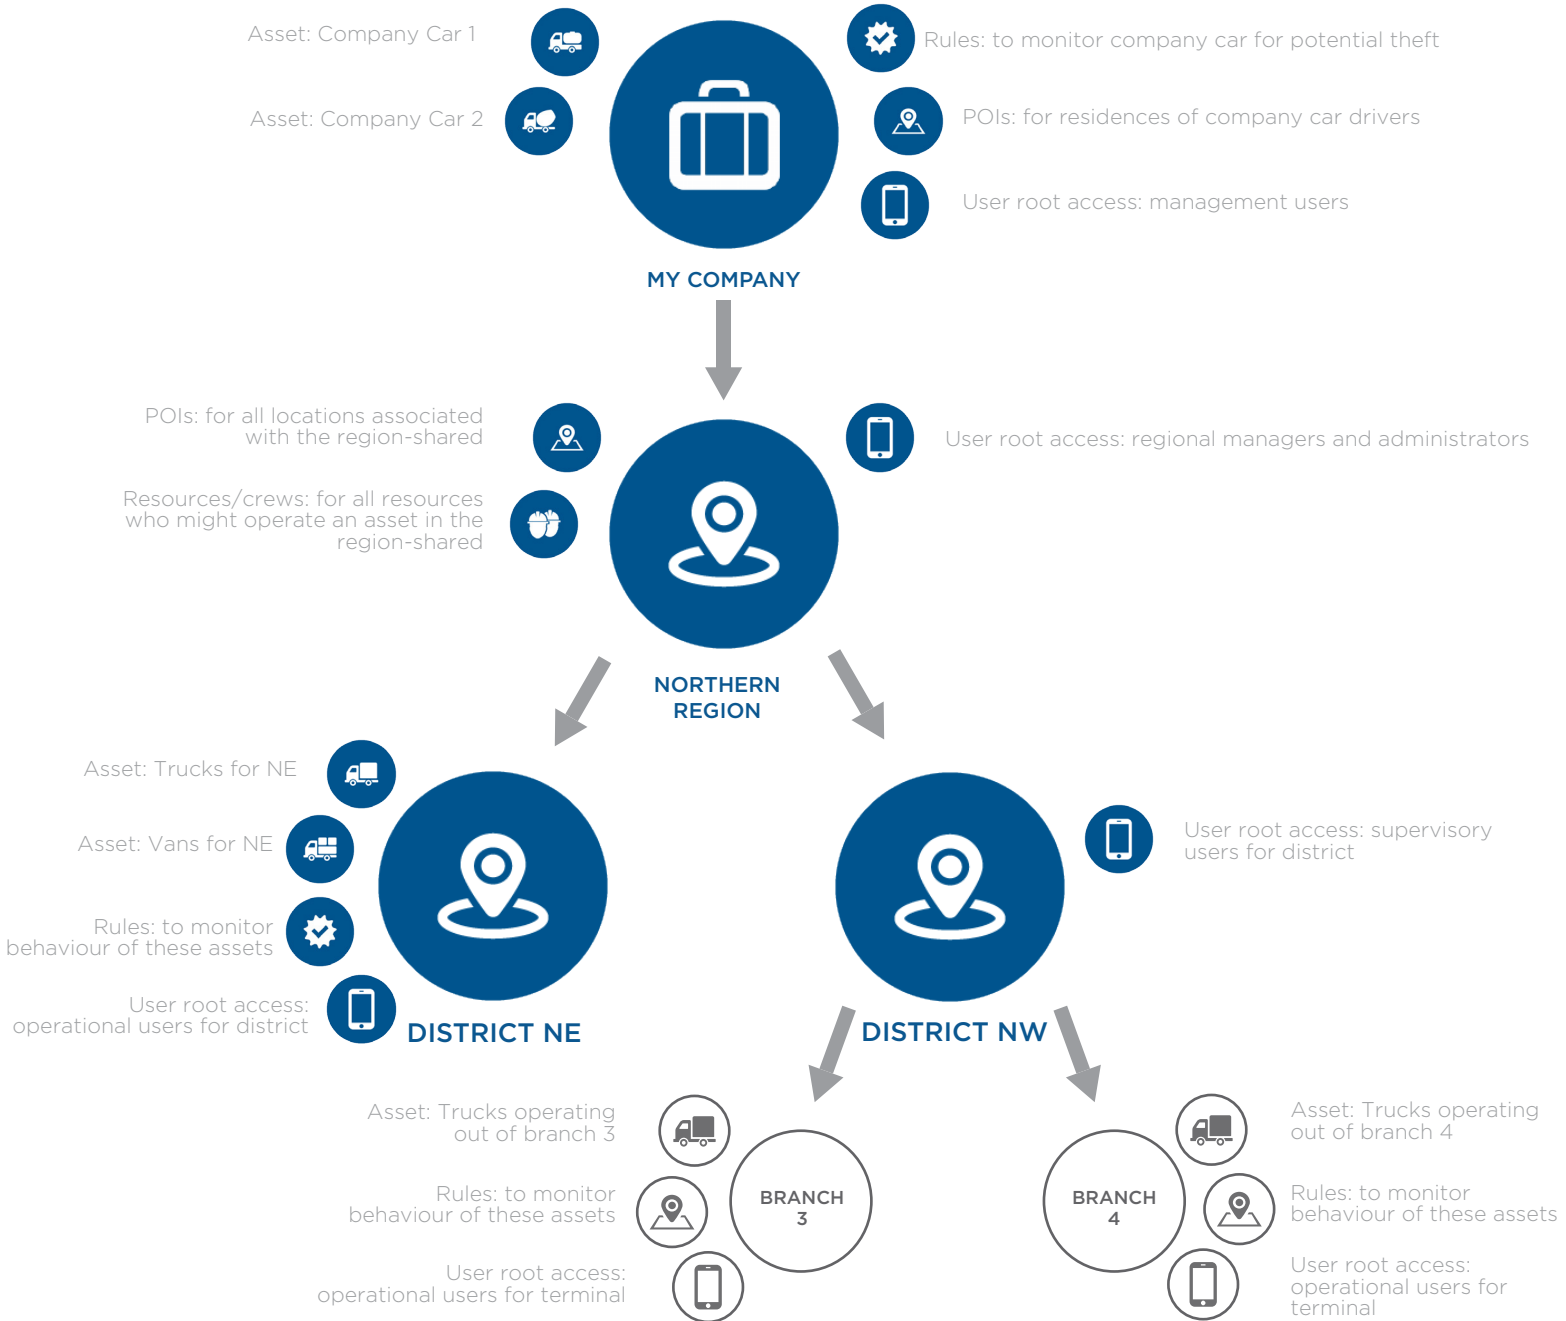 Asset: Company Car 1
Rules: to monitor company car for potential theft
Asset: Company Car 2
POIs: for residences of company car drivers
User root access: management users
MY COMPANY
POIs: for all locations associated
with the region-shared
User root access: regional managers and administrators
Resources/crews: for all resources
who might operate an asset in the
region-shared
NORTHERN
REGION
Asset: Trucks for NE
Asset: Vans for NE
Rules: to monitor
behaviour of these assets
User root access:
operational users for district
DISTRICT NE
User root access: supervisory
users for district
DISTRICT NW
Asset: Trucks operating
out of branch 3
Rules: to monitor
behaviour of these assets
User root access:
operational users for terminal
BRANCH
3
BRANCH
4
Asset: Trucks operating
out of branch 4
Rules: to monitor
behaviour of these assets
User root access:
operational users for
terminal